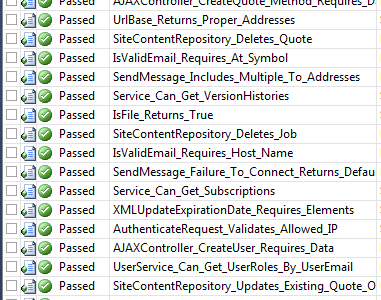 Passed AJAXController_CreateQuote_Method_Requires_D
Passed UrlBase_Returns_Proper_Addresses
Passed SiteContentRepository_Deletes_Quote
Passed IsValidEmail_Requires_At_Symbol
Passed SendMessage_Includes_Multiple_To_Addresses
Passed Service_Can_Get_VersionHistories
Passed IsFile_Returns_True
Passed SiteContentRepository_Deletes_Job
Passed IsValidEmail_Requires_Host_Name
Passed SendMessage_Failure_To_Connect_Returns_Defau
Passed Service_Can_Get_Subscriptions
Passed XMLUpdateExpirationDate_Requires_Elements
Passed AuthenticateRequest_Validates_Allowed_IP
Passed AJAXController_CreateUser_Requires_Data
Passed UserService_Can_Get_UserRoles_By_UserEmail
Passed SiteContentRepository_Updates_Existing_Quote_O